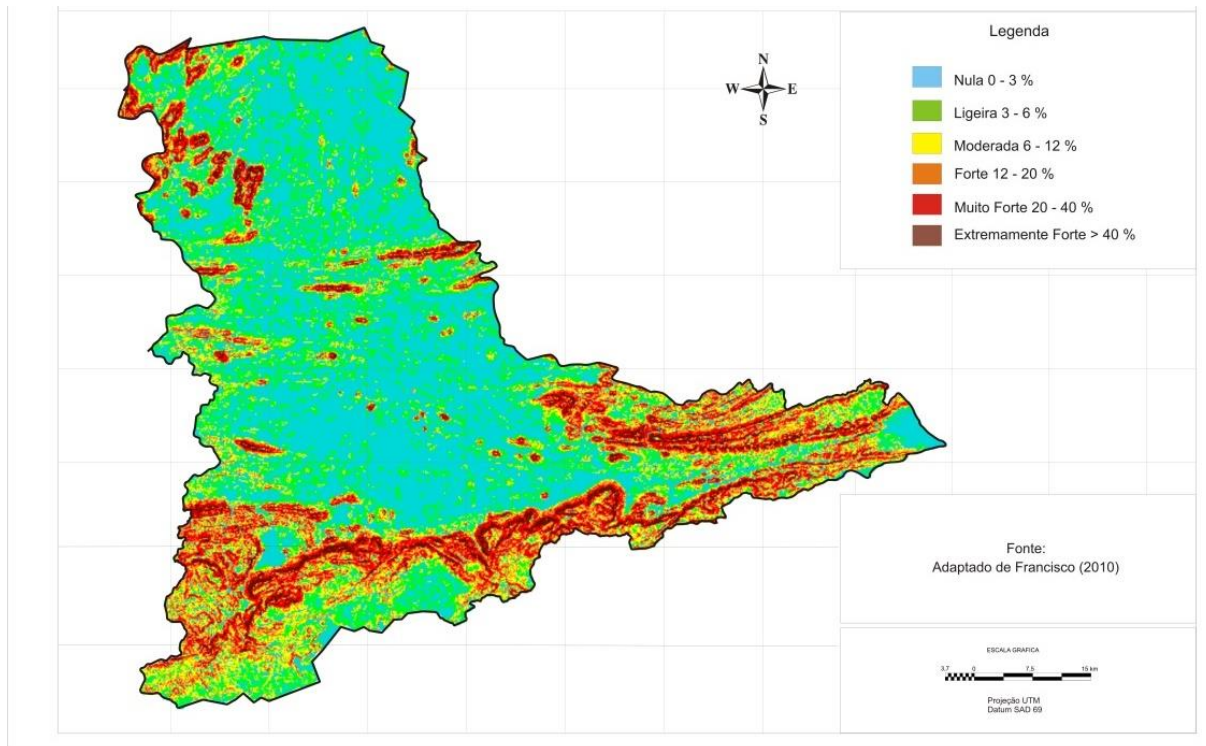 Legenda
N
W E
S
Nula 0 - 3 %
Ligeira 3 - 6 %
Moderada 6 - 12 %
Forte 12 - 20 %
Muito Forte 20 - 40 %
Extremamente Forte > 40 %
Fonte:
Adaptado de Francisco (2010)
ESCALA GRAFICA
3,7 0 7,5 15 km
Projeção UTM
Datum SAD 69